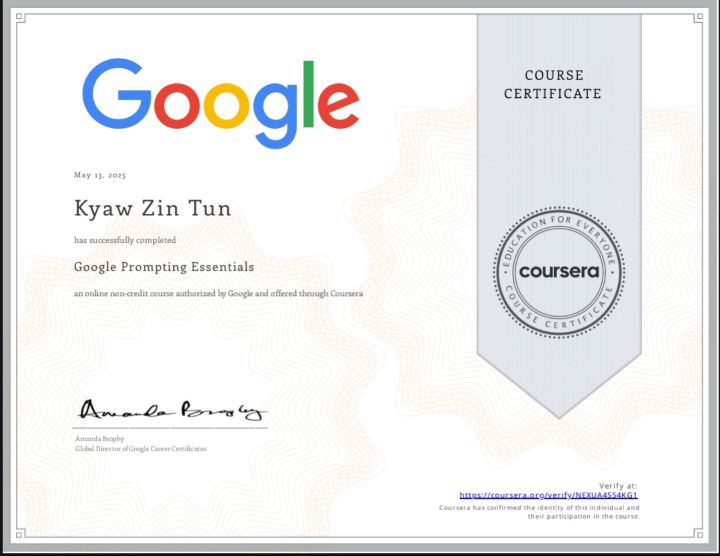 Google
COURSE
CERTIFICATE
May 13, 2025
Kyaw Zin Tun
has successfully completed
Google Prompting Essentials
an online non-credit course authorized by Google and offered through Coursera
EDUCATION FOR EVERYONE
coursera
COURSE CERTIFICATE
Amanda Brophy
Amanda Brophy
Global Director of Google Career Certificates
Verify at:
https://coursera.org/verify/NEXUA4S54KG1
Coursera has confirmed the identity of this individual and
their participation in the course.